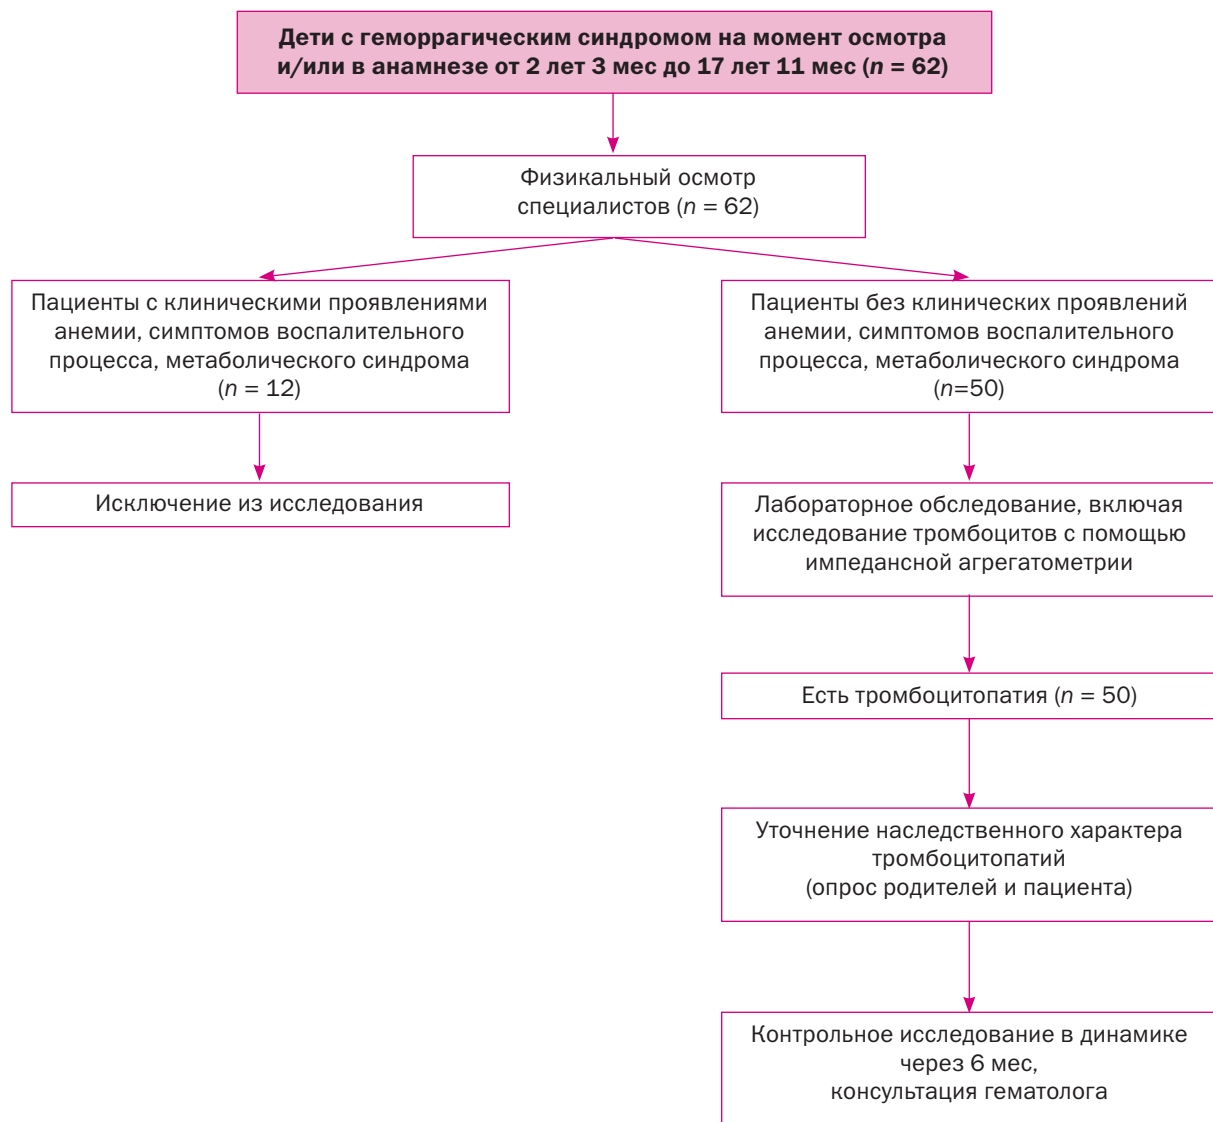 Дети с геморрагическим синдромом на момент осмотра
и/или в анамнезе от 2 лет 3 мес до 17 лет 11 мес (n = 62)
Физикальный осмотр
специалистов (n = 62)
Пациенты с клиническими проявлениями
анемии, симптомов воспалительного
процесса, метаболического синдрома
(n = 12)
Пациенты без клинических проявлений
анемии, симптомов воспалительного
процесса, метаболического синдрома
(n=50)
Исключение из исследования
Лабораторное обследование, включая
исследование тромбоцитов с помощью
импедансной агрегатометрии
Есть тромбоцитопатия (n = 50)
Уточнение наследственного характера
тромбоцитопатий
(опрос родителей и пациента)
Контрольное исследование в динамике
через 6 мес,
консультация гематолога